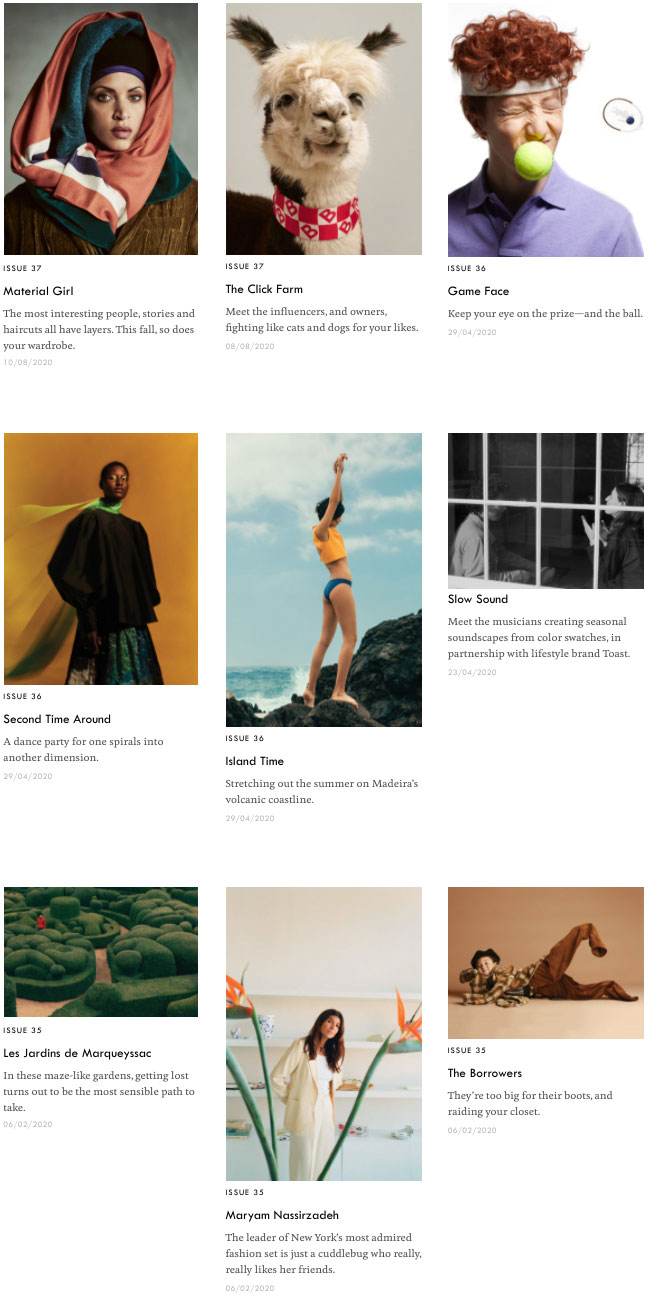 ISSUE 37
Material Girl
The most interesting people, stories and
haircuts all have layers. This fall, so does
your wardrobe.
10/08/2020
B B B
ISSUE 37
The Click Farm
Meet the influencers, and owners,
fighting like cats and dogs for your likes.
08/08/2020
ISSUE 36
Game Face
Keep your eye on the prize—and the ball.
29/04/2020
ISSUE 36
Second Time Around
A dance party for one spirals into
another dimension.
29/04/2020
ISSUE 36
Island Time
Stretching out the summer on Madeira's
volcanic coastline.
29/04/2020
Slow Sound
Meet the musicians creating seasonal
soundscapes from color swatches, in
partnership with lifestyle brand Toast.
23/04/2020
ISSUE 35
Les Jardins de Marqueyssac
In these maze-like gardens, getting lost
turns out to be the most sensible path to
take.
06/02/2020
ISSUE 35
Maryam Nassirzadeh
The leader of New York's most admired
fashion set is just a cuddlebug who really,
really likes her friends.
06/02/2020
ISSUE 35
The Borrowers
They're too big for their boots, and
raiding your closet.
06/02/2020